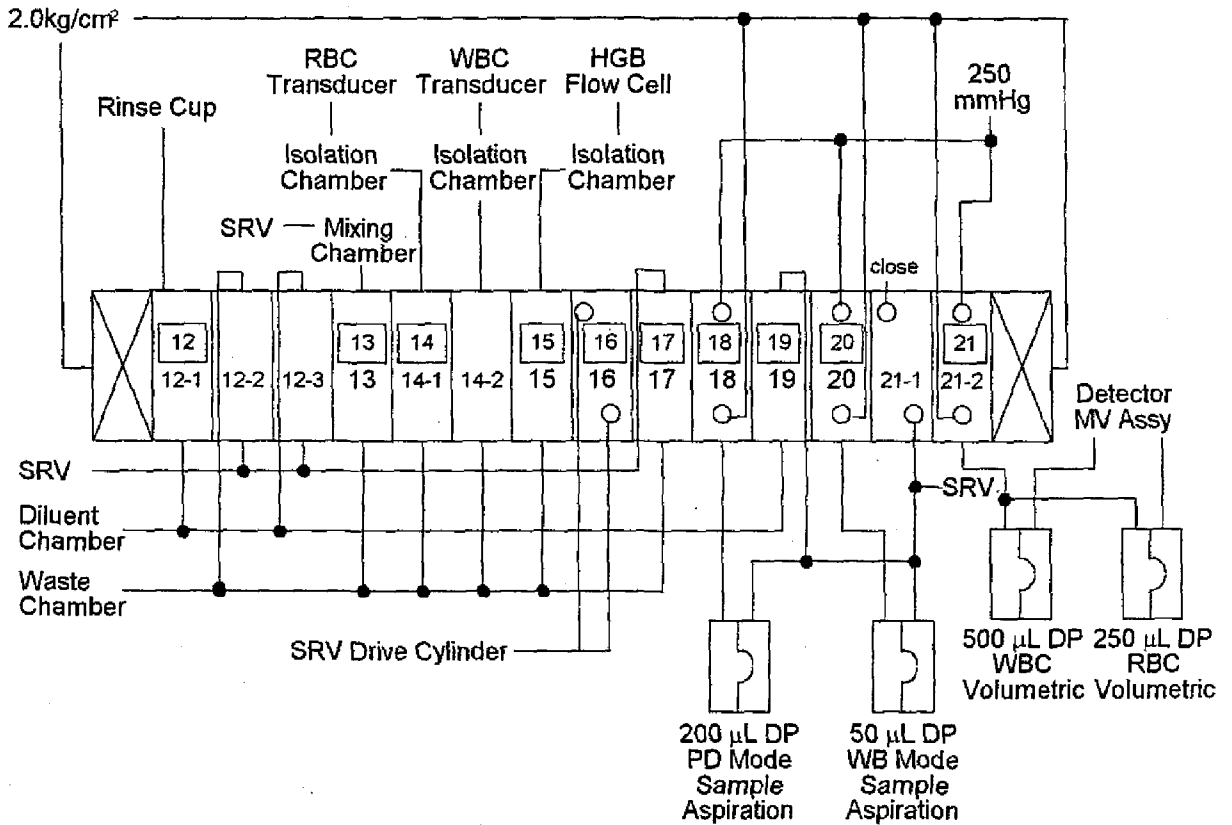 2.0kg/cm²
RBC
Transducer
WBC
Transducer
HGB
Flow Cell
250
mmHg
Rinse Cup
Isolation
Chamber
Isolation
Chamber
Isolation
Chamber
SRV
Mixing
Chamber
close
12
13
14
15
16
17
18
19
20
21
12-1
12-2
12-3
13
14-1
14-2
15
16
17
18
19
20
21-1
21-2
Detector
MV Assy
SRV
SRV
Diluent
Chamber
Waste
Chamber
SRV Drive Cylinder
500 µL DP
WBC
Volumetric
250 µL DP
RBC
Volumetric
200 µL DP
PD Mode
Sample
Aspiration
50 µL DP
WB Mode
Sample
Aspiration